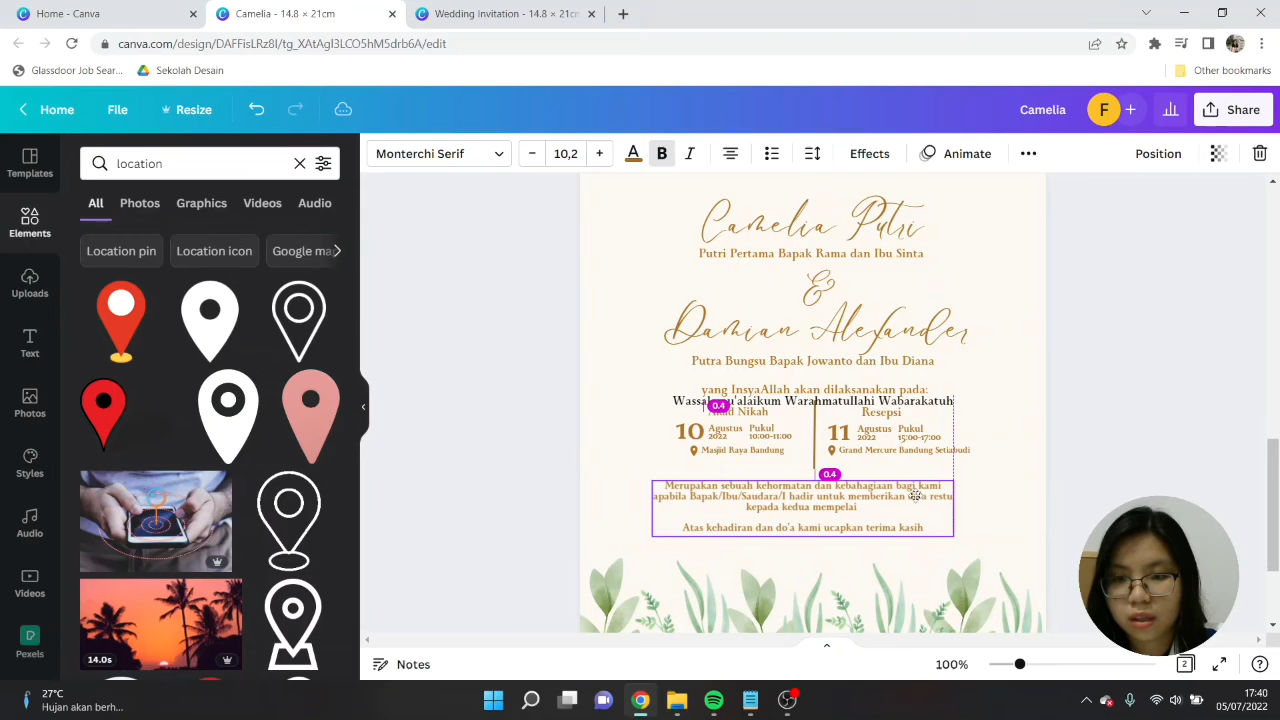 Home - Canva
Camelia - 14.8 × 21cm
Wedding Invitation - 14.8 × 21cm
canva.com/design/DAFFisLRz8I/tg_XAtAgI3LCO5hM5drb6A/edit
Glassdoor Job Sear...
Sekolah Desain
Other bookmarks
Home
File
Resize
Camelia
F
Share
Templates
Elements
Uploads
Text
Photos
Styles
Audio
Videos
Pexels
location
All
Photos
Graphics
Videos
Audio
Location pin
Location icon
Google ma
14.0s
Monterchi Serif
10,2
A
B
I
Effects
Animate
Position
Camelia Putri
Putri Pertama Bapak Rama dan Ibu Sinta
&
Damian Alexander
Putra Bungsu Bapak Jowanto dan Ibu Diana
yang InsyaAllah akan dilaksanakan pada:
Warahmatullahi Wabarakatuh
0.4
Nikah
10
Agustus
2022
Pukul
10:00-11:00
Masjid Raya Bandung
Resepsi
11
Agustus
2022
Pukul
15:00-17:00
Grand Mercure Bandung Setiabudi
0.4
Merupakan sebuah kehormatan dan kebahagiaan bagi kami
apabila Bapak/Ibu/Saudara/I hadir untuk memberikan restu
kepada kedua mempelai
Atas kehadiran dan do'a kami ucapkan terima kasih
Notes
100%
2
27°C
Hujan akan berh...
17:40
05/07/2022